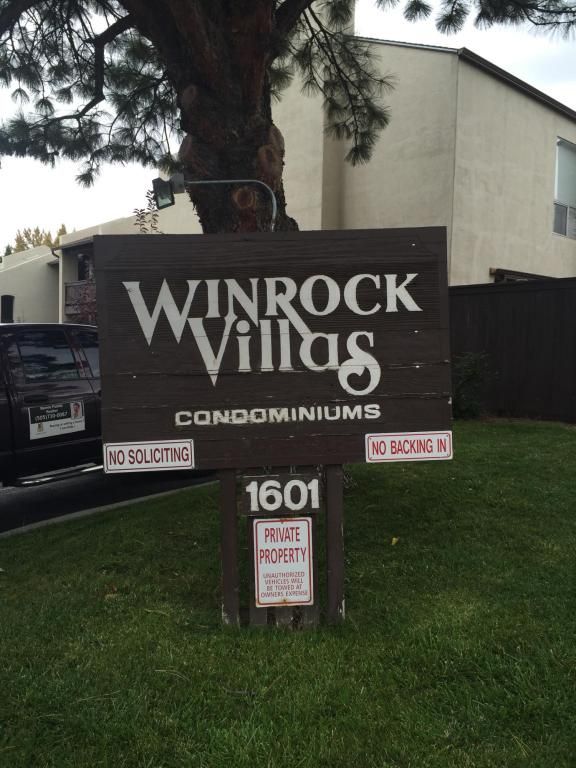 WINROCK
Villas
CONDOMINIUMS
NO SOLICITING
NO BACKING IN
1601
PRIVATE
PROPERTY
UNAUTHORIZED
VEHICLES WILL
BE TOWED AT
OWNERS EXPENSE
Realtor